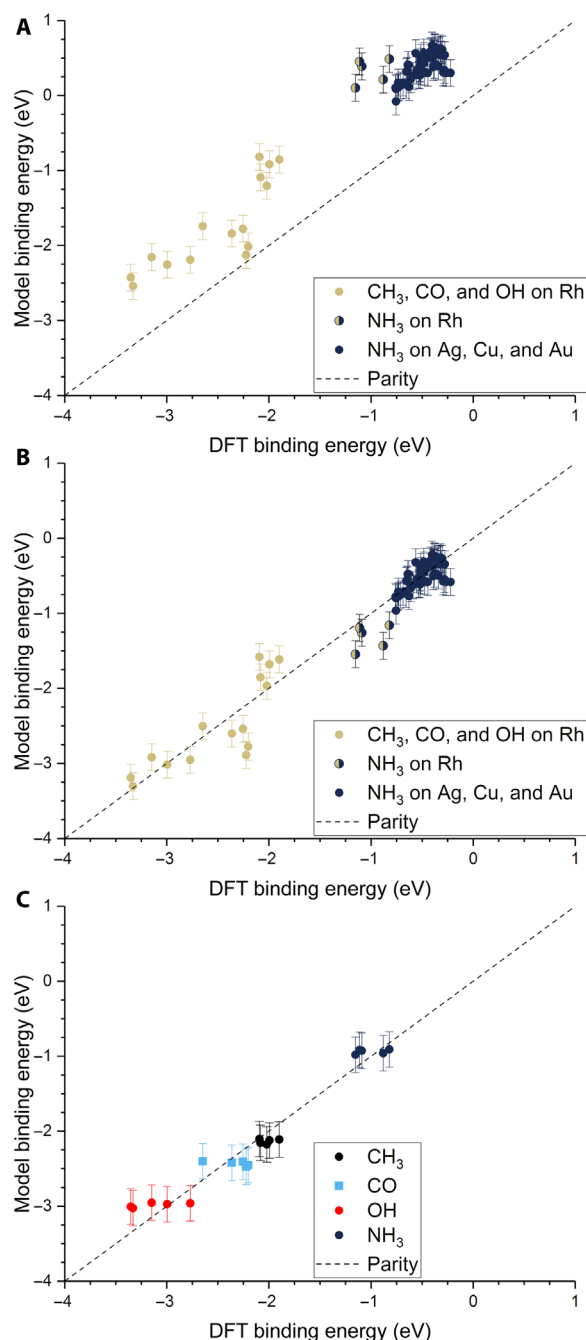 A
1
0
−1
−2
−3
−4
Model binding energy (eV)
CH₃, CO, and OH on Rh
NH₃ on Rh
NH₃ on Ag, Cu, and Au
Parity
−4 −3 −2 −1 0 1
DFT binding energy (eV)
B
1
0
−1
−2
−3
−4
Model binding energy (eV)
CH₃, CO, and OH on Rh
NH₃ on Rh
NH₃ on Ag, Cu, and Au
Parity
−4 −3 −2 −1 0 1
DFT binding energy (eV)
C
1
0
−1
−2
−3
−4
Model binding energy (eV)
CH₃
CO
OH
NH₃
Parity
−4 −3 −2 −1 0 1
DFT binding energy (eV)